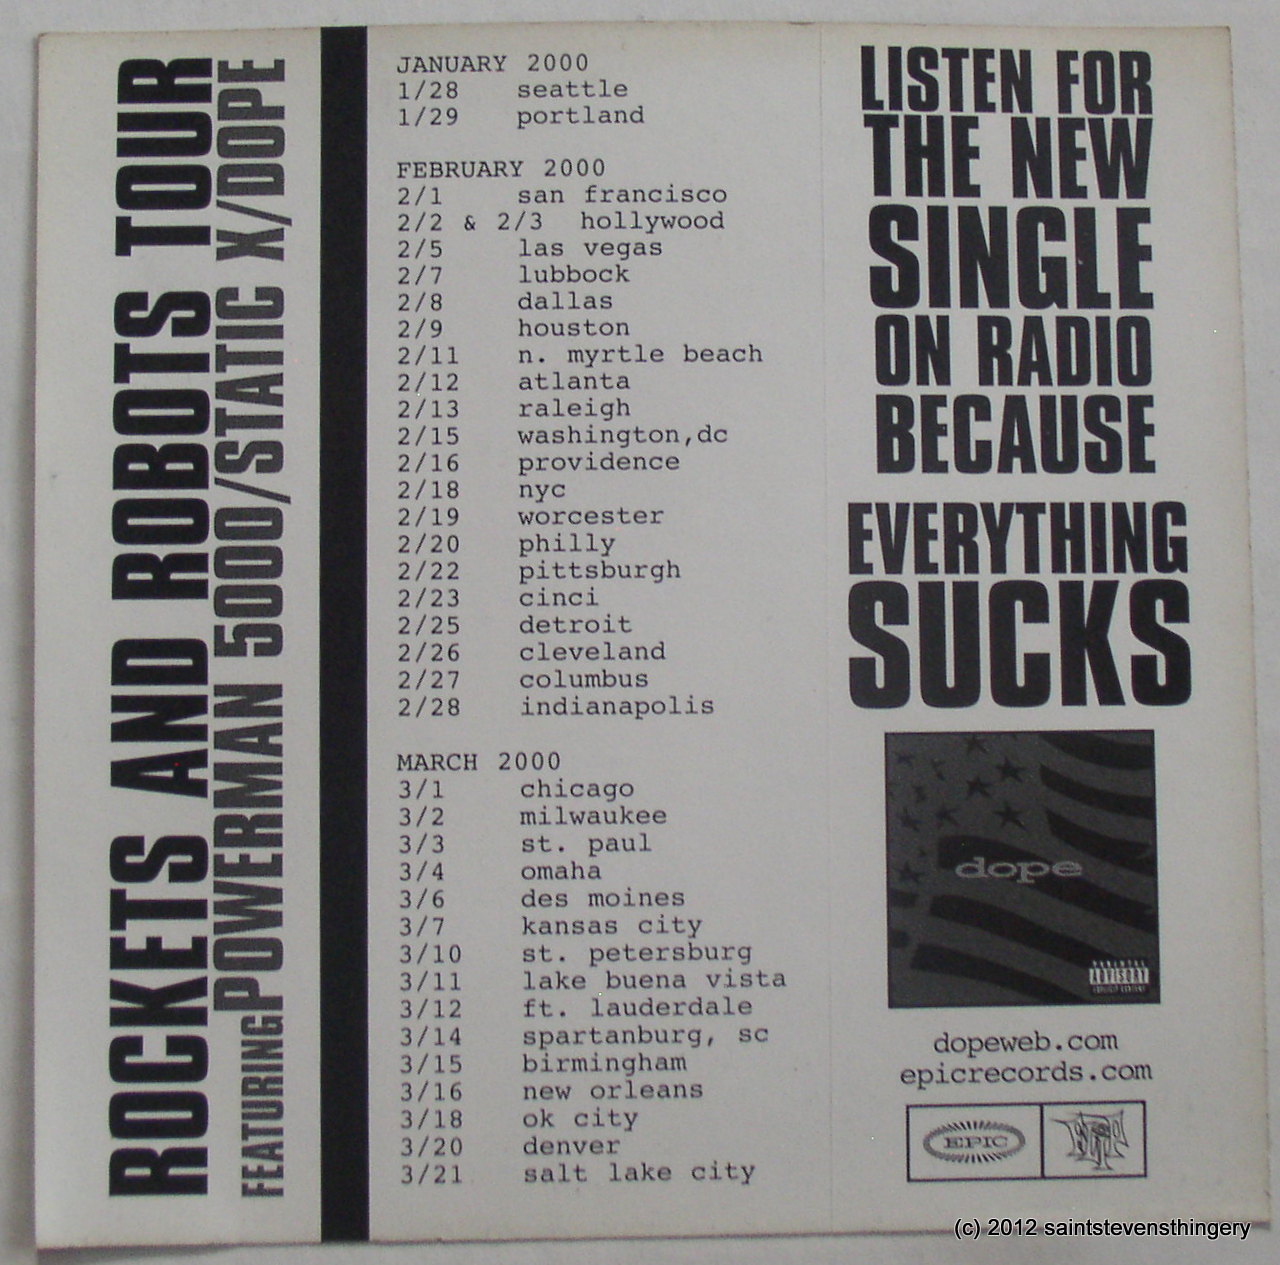 ROCKETS AND ROBOTS TOUR
FEATURING POWERMAN 5000/STATIC X/DOPE
JANUARY 2000
1/28 seattle
1/29 portland
FEBRUARY 2000
2/1 san francisco
2/2 & 2/3 hollywood
2/5 las vegas
2/7 lubbock
2/8 dallas
2/9 houston
2/11 n. myrtle beach
2/12 atlanta
2/13 raleigh
2/15 washington,dc
2/16 providence
2/18 nyc
2/19 worcester
2/20 philly
2/22 pittsburgh
2/23 cinci
2/25 detroit
2/26 cleveland
2/27 columbus
2/28 indianapolis
MARCH 2000
3/1 chicago
3/2 milwaukee
3/3 st. paul
3/4 omaha
3/6 des moines
3/7 kansas city
3/10 st. petersburg
3/11 lake buena vista
3/12 ft. lauderdale
3/14 spartanburg, sc
3/15 birmingham
3/16 new orleans
3/18 ok city
3/20 denver
3/21 salt lake city
LISTEN FOR
THE NEW
SINGLE
ON RADIO
BECAUSE
EVERYTHING
SUCKS
dope
PARENTAL
ADVISORY
EXPLICIT CONTENT
dopeweb.com
epicrecords.com
EPIC
(c) 2012 saintstevensthingery